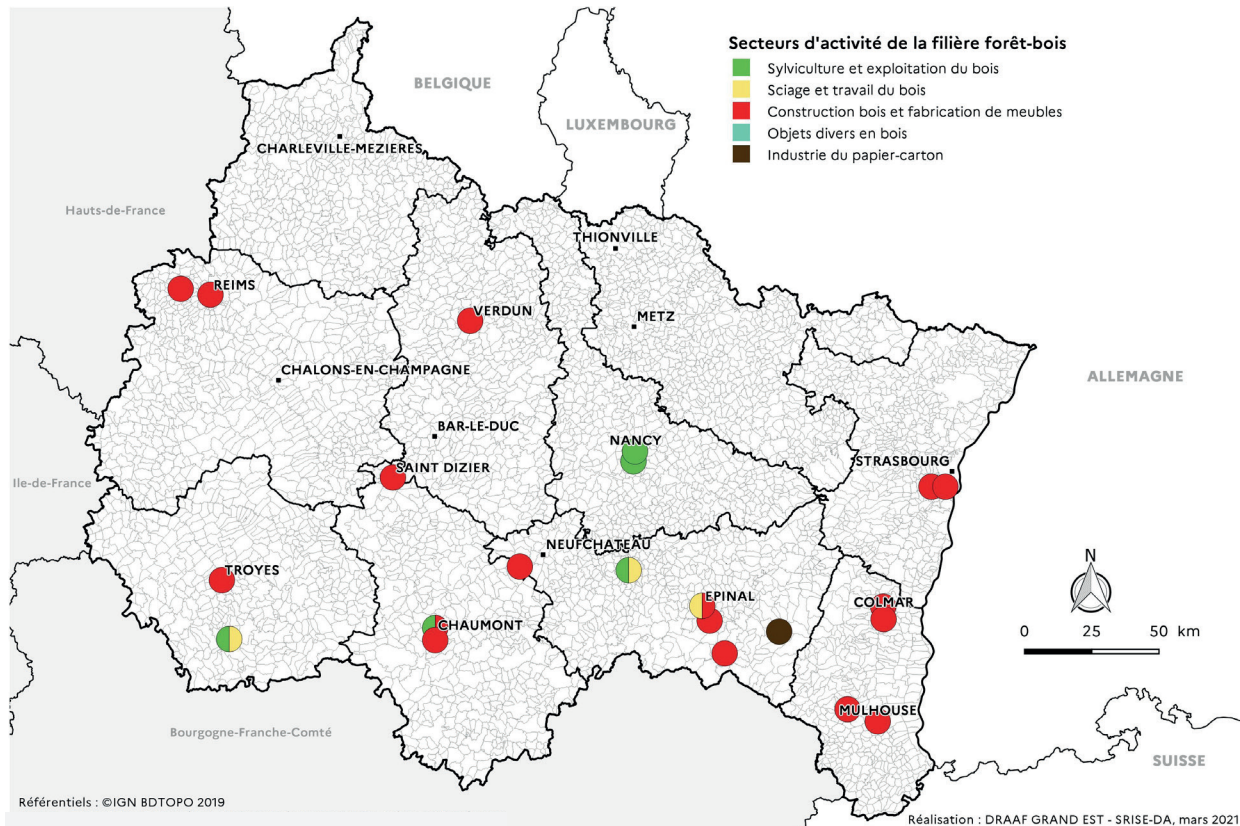 Secteurs d'activité de la filière forêt-bois
Sylviculture et exploitation du bois
Sciage et travail du bois
Construction bois et fabrication de meubles
Objets divers en bois
Industrie du papier-carton
BELGIQUE
LUXEMBOURG
CHARLEVILLE-MEZIERES
Hauts-de-France
THIONVILLE
REIMS
VERDUN
METZ
CHALONS-EN-CHAMPAGNE
ALLEMAGNE
BAR-LE-DUC
NANCY
STRASBOURG
SAINT DIZIER
Ile-de-France
NEUFCHATEAU
N
TROYES
EPINAL
COLMAR
CHAUMONT
0 25 50 km
MULHOUSE
Bourgogne-Franche-Comté
SUISSE
Référentiels : ©IGN BDTOPO 2019
Réalisation : DRAAF GRAND EST - SRISE-DA, mars 2021